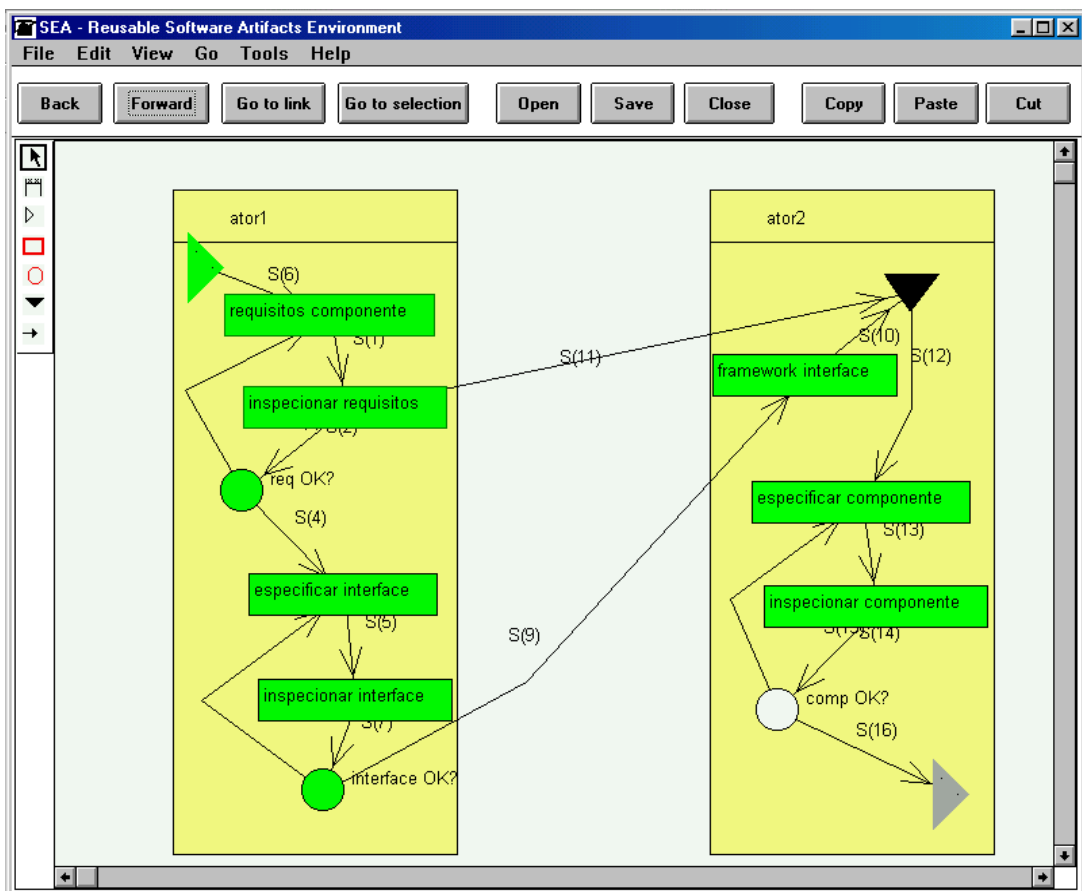 SEA - Reusable Software Artifacts Environment
File Edit View Go Tools Help
Back Forward Go to link Go to selection Open Save Close Copy Paste Cut
ator1
S(6)
requisitos componente
S(1)
inspecionar requisitos
S(2)
req OK?
S(4)
especificar interface
S(5)
inspecionar interface
S(7)
interface OK?
S(11)
S(9)
ator2
S(10)
S(12)
framework interface
especificar componente
S(13)
inspecionar componente
S(15)
S(14)
comp OK?
S(16)